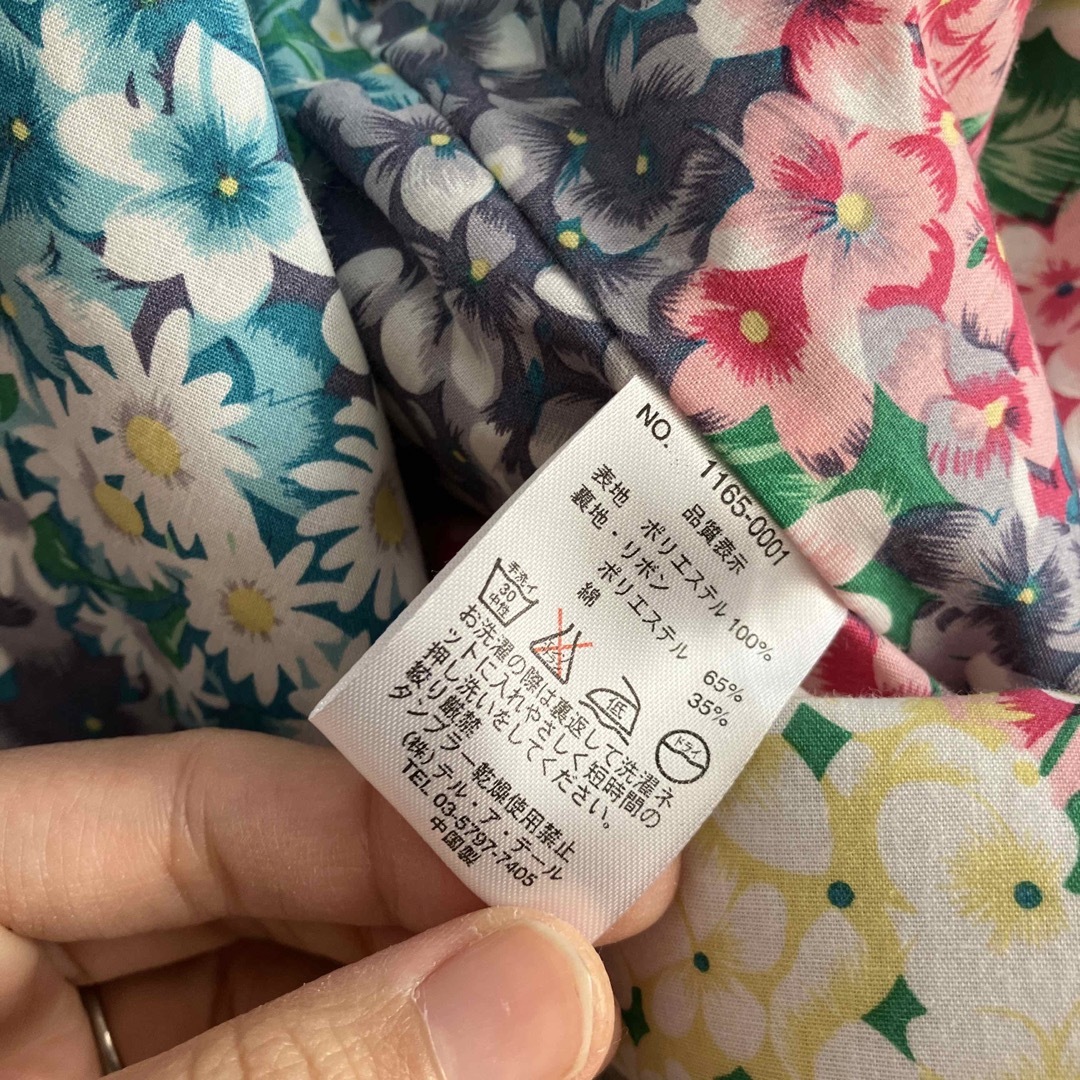 NO. 1165-0001
品質表示
表地 ポリエステル 100%
裏地・リボン
ポリエステル 65%
綿 35%
手洗イ
30
中性
低
ドライ
お洗濯の際は裏返して洗濯ネ
ットに入れやさしく短時間の
押し洗いをしてください。
絞り厳禁
タンブラー乾燥使用禁止
(株)テル・ア・テール
TEL 03-5797-7405
中國製